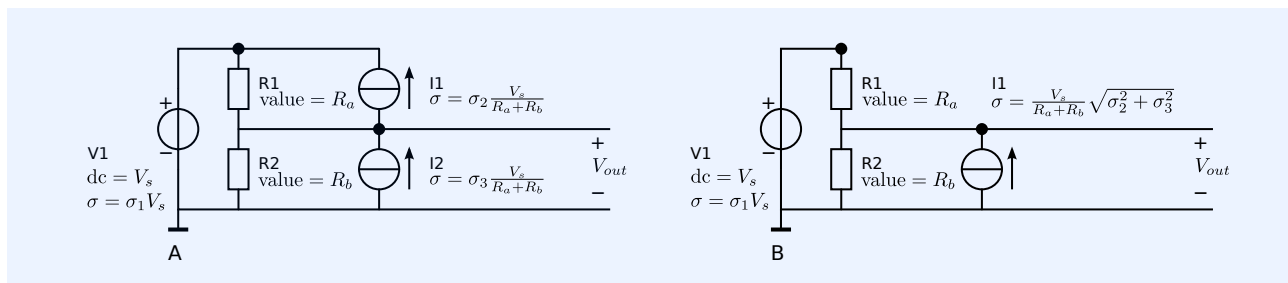 R1
value = R_a
I1
σ = σ_2 V_s/(R_a+R_b)
+
−
V1
dc = V_s
σ = σ_1 V_s
R2
value = R_b
I2
σ = σ_3 V_s/(R_a+R_b)
+
V_out
−
A
R1
value = R_a
I1
σ = V_s/(R_a+R_b) √(σ_2^2 + σ_3^2)
+
−
V1
dc = V_s
σ = σ_1 V_s
R2
value = R_b
+
V_out
−
B